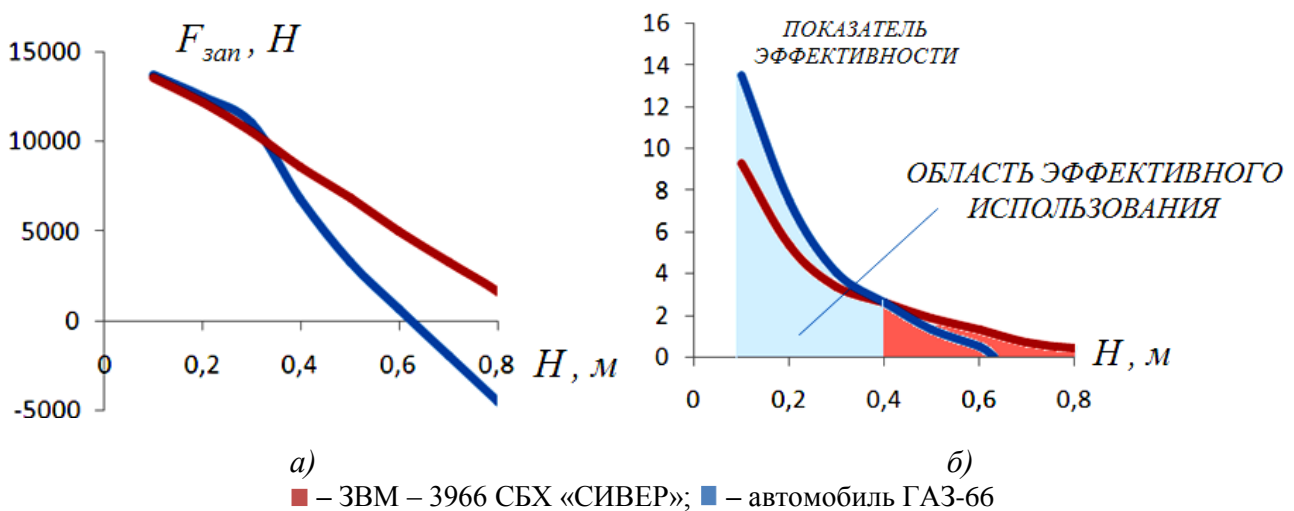 F зап , Н
15000
10000
5000
0
-5000
0
0,2
0,4
0,6
0,8
Н , м
а)
16
14
12
10
8
6
4
2
0
ПОКАЗАТЕЛЬ
ЭФФЕКТИВНОСТИ
ОБЛАСТЬ ЭФФЕКТИВНОГО
ИСПОЛЬЗОВАНИЯ
0
0,2
0,4
0,6
0,8
Н , м
б)
– ЗВМ – 3966 СБХ «СИВЕР»; – автомобиль ГАЗ-66